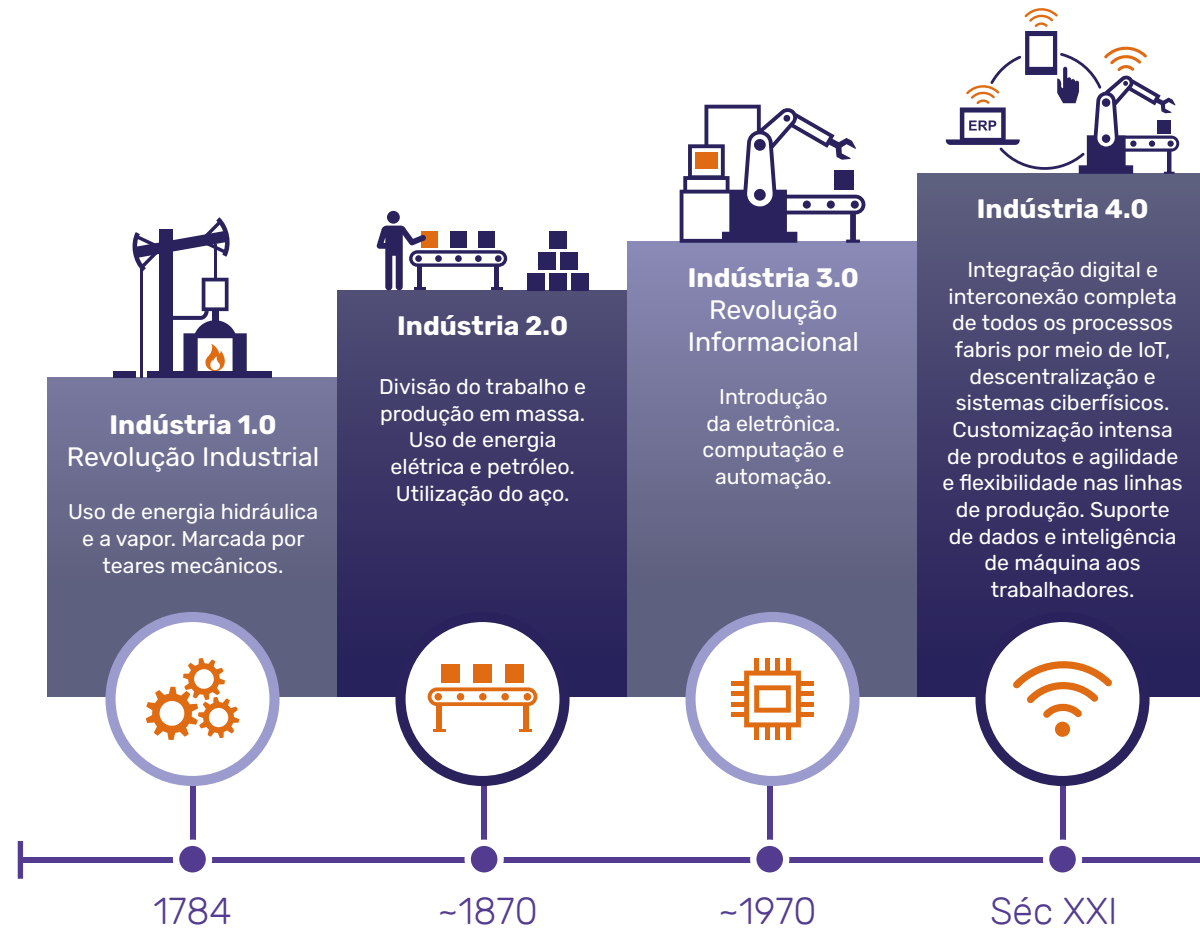 Indústria 1.0
Revolução Industrial
Uso de energia hidráulica
e a vapor. Marcada por
teares mecânicos.
Indústria 2.0
Divisão do trabalho e
produção em massa.
Uso de energia
elétrica e petróleo.
Utilização do aço.
Indústria 3.0
Revolução
Informacional
Introdução
da eletrônica.
computação e
automação.
ERP
Indústria 4.0
Integração digital e
interconexão completa
de todos os processos
fabris por meio de IoT,
descentralização e
sistemas ciberfísicos.
Customização intensa
de produtos e agilidade
e flexibilidade nas linhas
de produção. Suporte
de dados e inteligência
de máquina aos
trabalhadores.
1784
~1870
~1970
Séc XXI